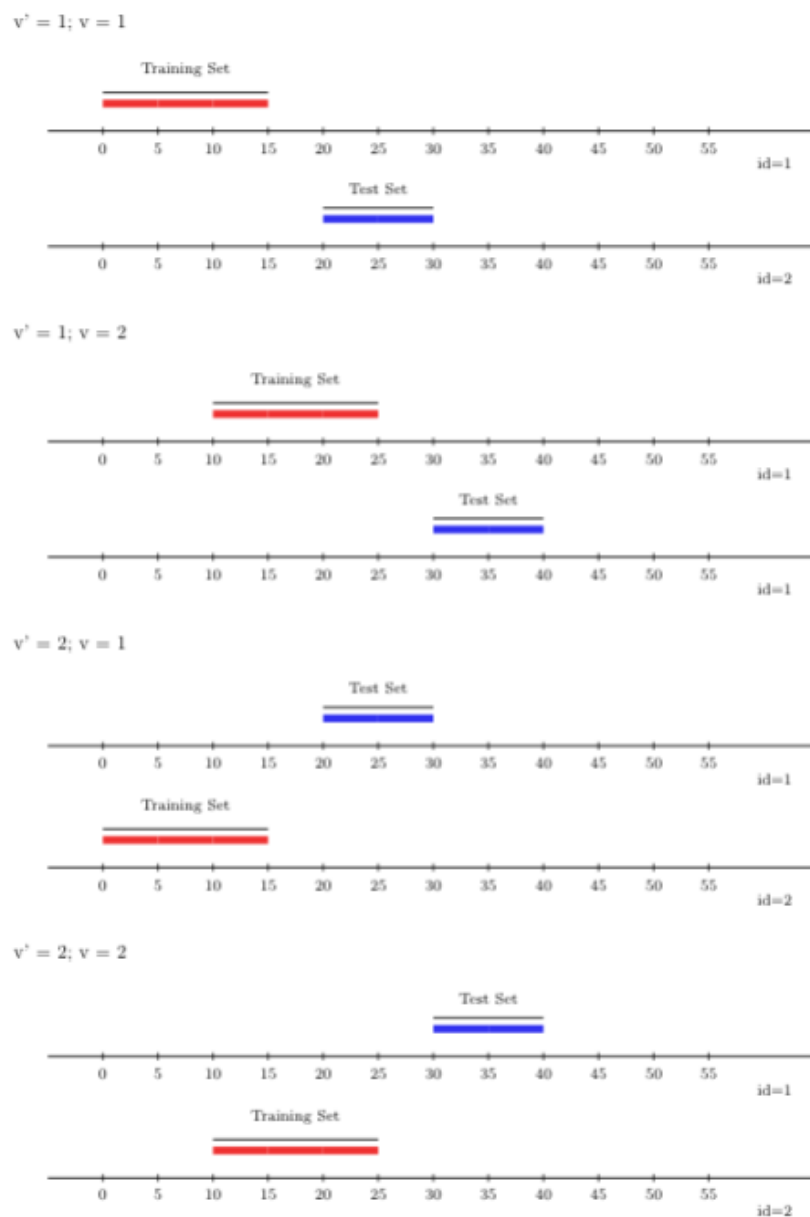 v' = 1; v = 1
Training Set
0 5 10 15 20 25 30 35 40 45 50 55
id=1
Test Set
0 5 10 15 20 25 30 35 40 45 50 55
id=2
v' = 1; v = 2
Training Set
0 5 10 15 20 25 30 35 40 45 50 55
id=1
Test Set
0 5 10 15 20 25 30 35 40 45 50 55
id=1
v' = 2; v = 1
Test Set
0 5 10 15 20 25 30 35 40 45 50 55
id=1
Training Set
0 5 10 15 20 25 30 35 40 45 50 55
id=2
v' = 2; v = 2
Test Set
0 5 10 15 20 25 30 35 40 45 50 55
id=1
Training Set
0 5 10 15 20 25 30 35 40 45 50 55
id=2